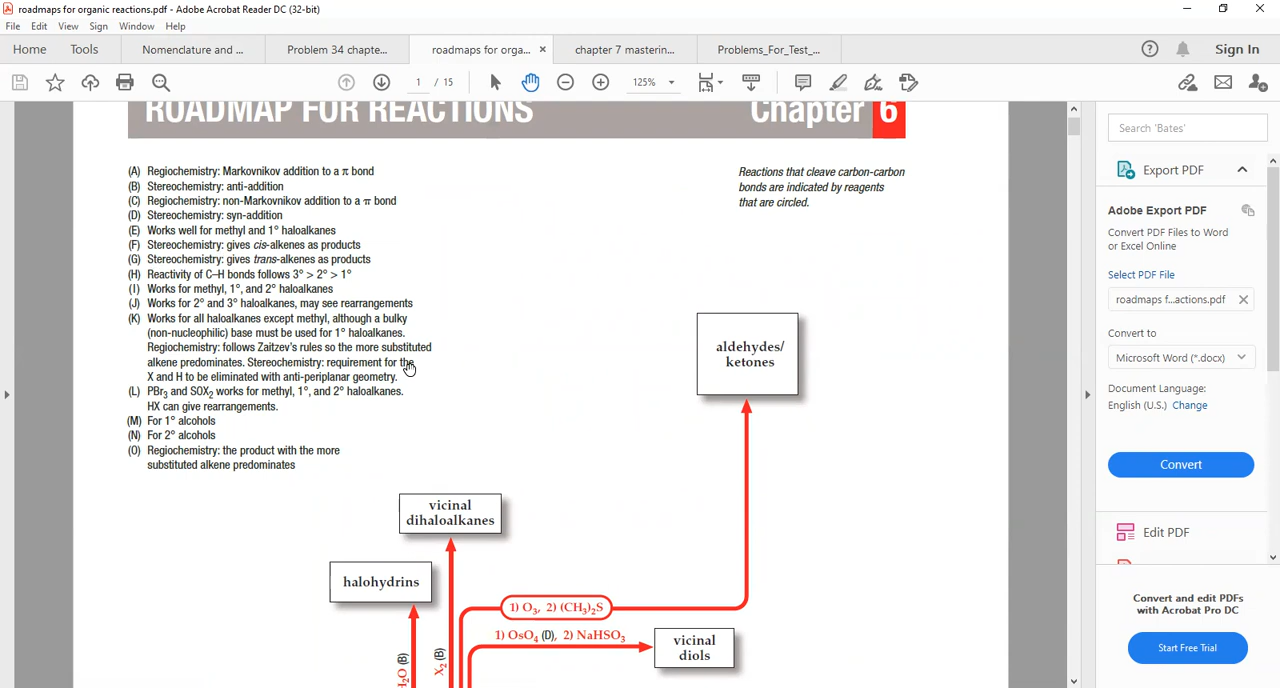 roadmaps for organic reactions.pdf - Adobe Acrobat Reader DC (32-bit)
File Edit View Sign Window Help
Home Tools Nomenclature and ... Problem 34 chapte... roadmaps for orga... × chapter 7 masterin... Problems_For_Test_... Sign In
1 / 15 125%
ROADMAP FOR REACTIONS Chapter 6
(A) Regiochemistry: Markovnikov addition to a π bond
(B) Stereochemistry: anti-addition
(C) Regiochemistry: non-Markovnikov addition to a π bond
(D) Stereochemistry: syn-addition
(E) Works well for methyl and 1° haloalkanes
(F) Stereochemistry: gives cis-alkenes as products
(G) Stereochemistry: gives trans-alkenes as products
(H) Reactivity of C–H bonds follows 3° > 2° > 1°
(I) Works for methyl, 1°, and 2° haloalkanes
(J) Works for 2° and 3° haloalkanes, may see rearrangements
(K) Works for all haloalkanes except methyl, although a bulky
(non-nucleophilic) base must be used for 1° haloalkanes.
Regiochemistry: follows Zaitzev's rules so the more substituted
alkene predominates. Stereochemistry: requirement for the
X and H to be eliminated with anti-periplanar geometry.
(L) PBr₃ and SOX₂ works for methyl, 1°, and 2° haloalkanes.
HX can give rearrangements.
(M) For 1° alcohols
(N) For 2° alcohols
(O) Regiochemistry: the product with the more
substituted alkene predominates
Reactions that cleave carbon-carbon
bonds are indicated by reagents
that are circled.
aldehydes/
ketones
vicinal
dihaloalkanes
halohydrins
1) O₃, 2) (CH₃)₂S
1) OsO₄ (D), 2) NaHSO₃
vicinal
diols
H₂O (B)
X₂ (B)
Search 'Bates'
Export PDF
Adobe Export PDF
Convert PDF Files to Word
or Excel Online
Select PDF File
roadmaps f...actions.pdf ×
Convert to
Microsoft Word (*.docx)
Document Language:
English (U.S.) Change
Convert
Edit PDF
Convert and edit PDFs
with Acrobat Pro DC
Start Free Trial